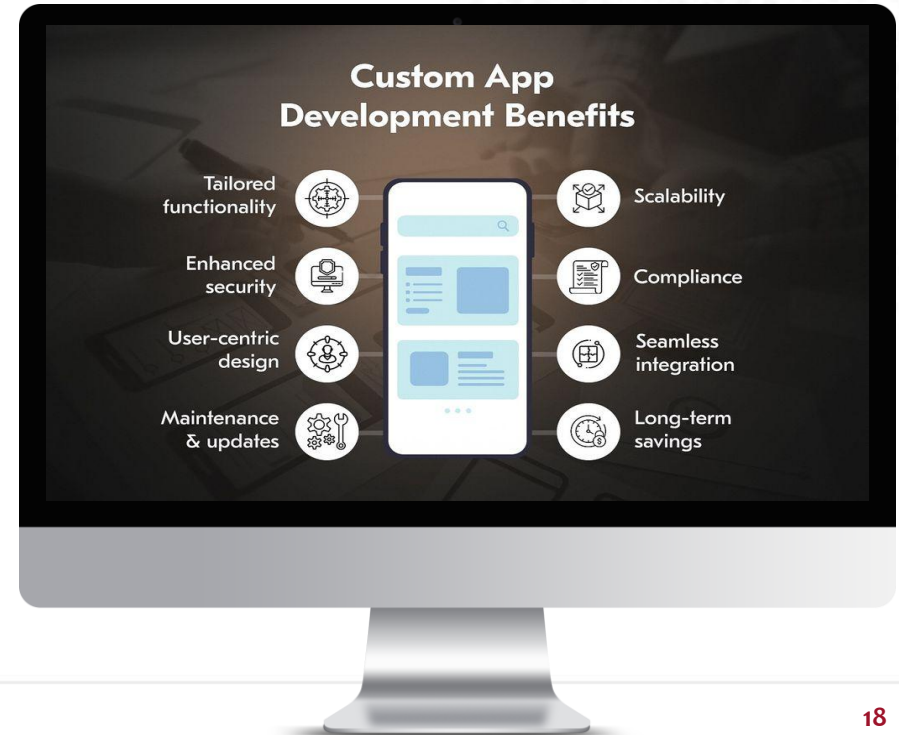 Custom App
Development Benefits
Tailored
functionality
Enhanced
security
User-centric
design
Maintenance
& updates
Scalability
Compliance
Seamless
integration
Long-term
savings
18